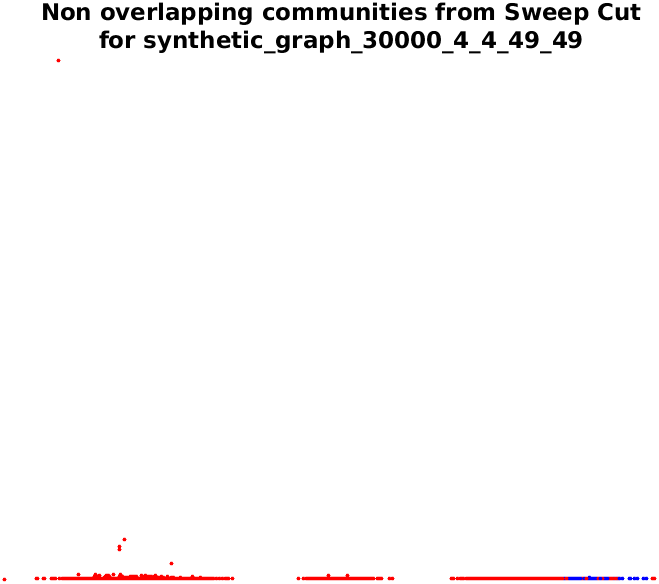 Non overlapping communities from Sweep Cut
for synthetic_graph_30000_4_4_49_49